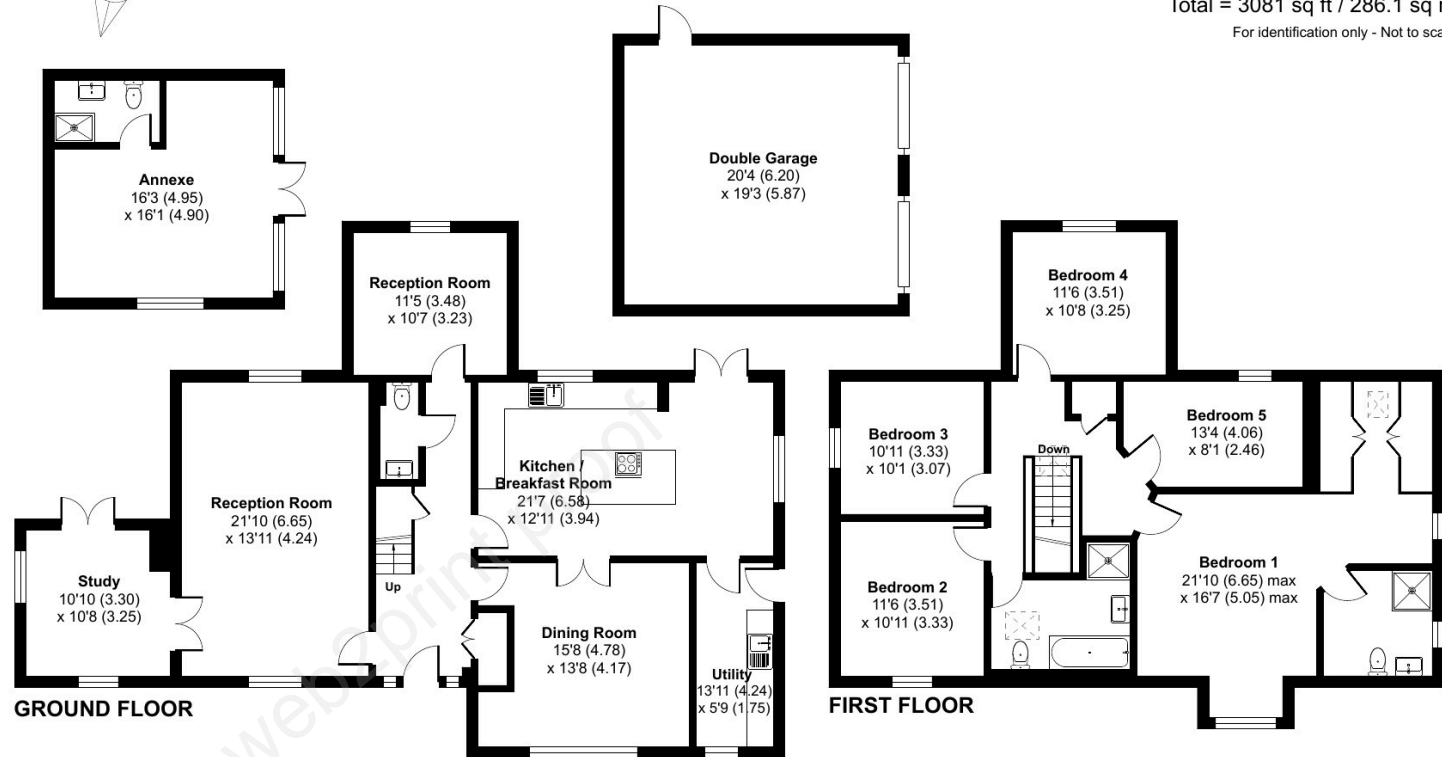 Total = 3081 sq ft / 286.1 sq
For identification only - Not to
Annexe
16'3 (4.95)
x 16'1 (4.90)
Double Garage
20'4 (6.20)
x 19'3 (5.87)
Reception Room
11'5 (3.48)
x 10'7 (3.23)
Reception Room
21'10 (6.65)
x 13'11 (4.24)
Kitchen /
Breakfast Room
21'7 (6.58)
x 12'11 (3.94)
Study
10'10 (3.30)
x 10'8 (3.25)
Up
Dining Room
15'8 (4.78)
x 13'8 (4.17)
Utility
13'11 (4.24)
x 5'9 (1.75)
GROUND FLOOR
Bedroom 4
11'6 (3.51)
x 10'8 (3.25)
Bedroom 3
10'11 (3.33)
x 10'1 (3.07)
Down
Bedroom 5
13'4 (4.06)
x 8'1 (2.46)
Bedroom 2
11'6 (3.51)
x 10'11 (3.33)
Bedroom 1
21'10 (6.65) max
x 16'7 (5.05) max
FIRST FLOOR
web2print proof